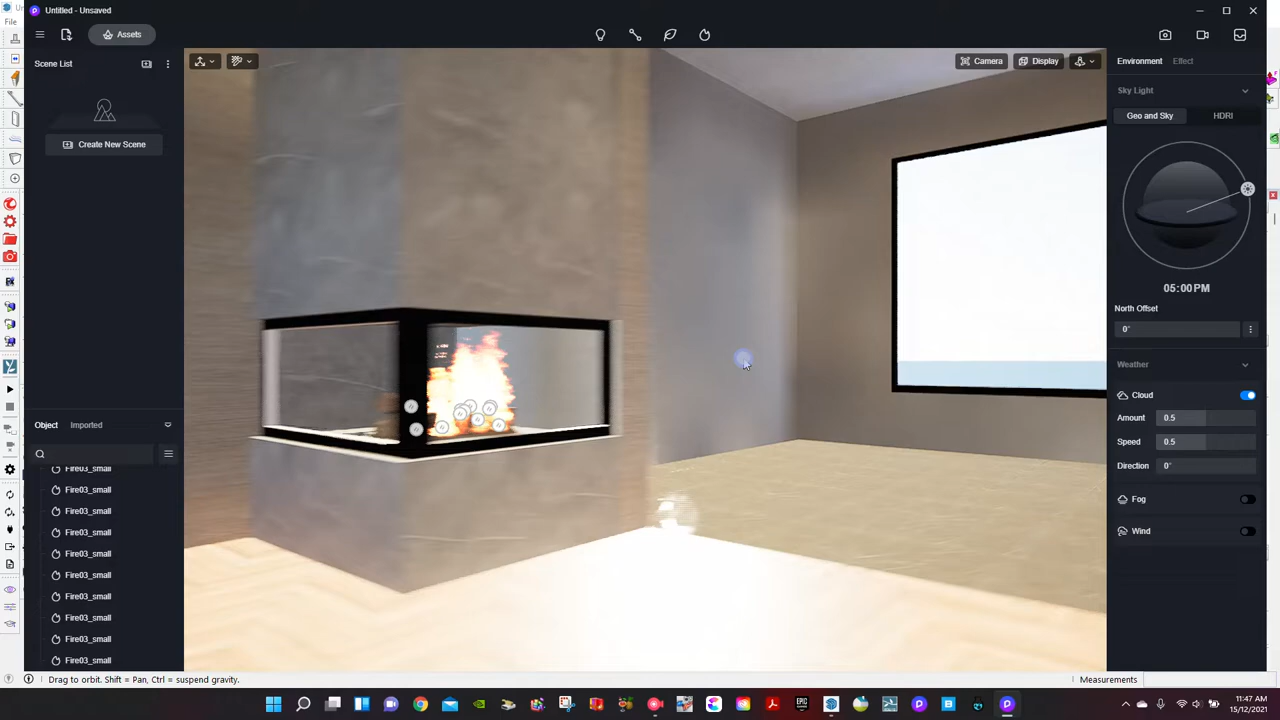 Untitled - Unsaved
File
Assets
Scene List
Create New Scene
Camera
Display
Environment
Effect
Sky Light
Geo and Sky
HDRI
05:00 PM
North Offset
0°
Weather
Cloud
Amount
0.5
Speed
0.5
Direction
0°
Fog
Wind
Object
Imported
Fire03_small
Fire03_small
Fire03_small
Fire03_small
Fire03_small
Fire03_small
Fire03_small
Fire03_small
Fire03_small
Fire03_small
Drag to orbit. Shift = Pan, Ctrl = suspend gravity.
Measurements
EPIC
11:47 AM
15/12/2021